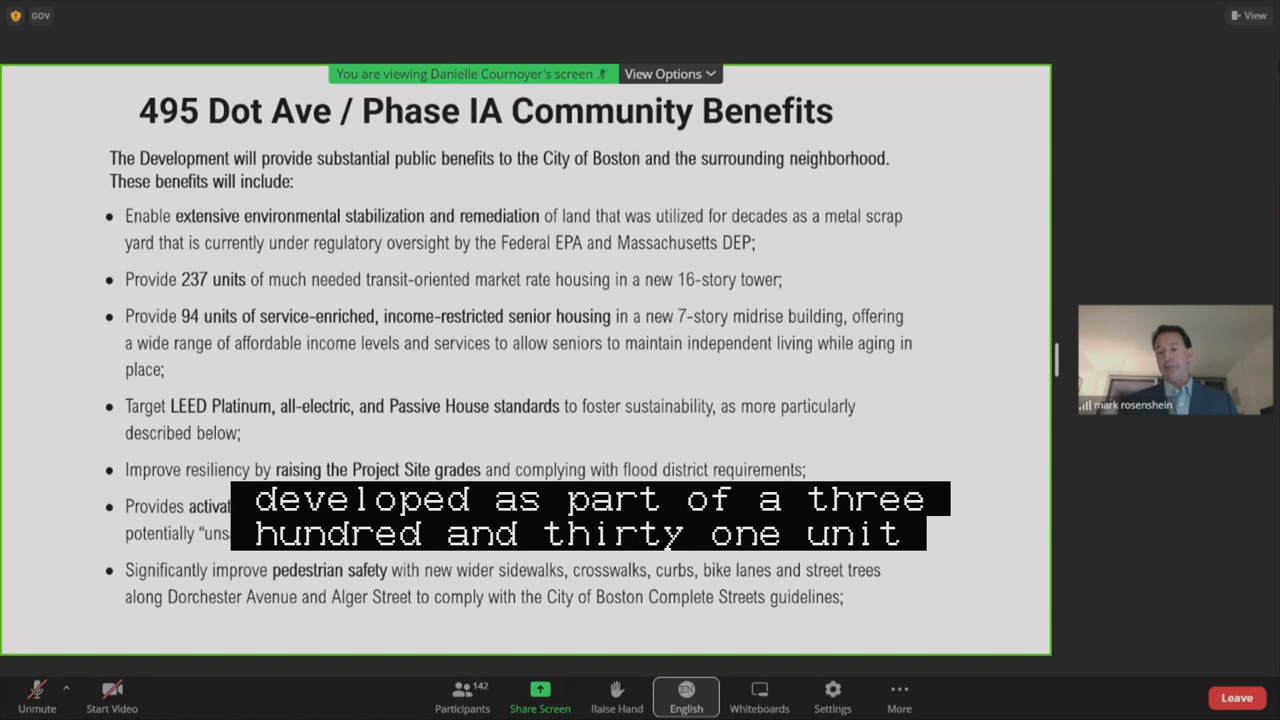 GOV
View
You are viewing Danielle Cournoyer's screen
View Options
495 Dot Ave / Phase IA Community Benefits
The Development will provide substantial public benefits to the City of Boston and the surrounding neighborhood.
These benefits will include:
• Enable extensive environmental stabilization and remediation of land that was utilized for decades as a metal scrap
yard that is currently under regulatory oversight by the Federal EPA and Massachusetts DEP;
• Provide 237 units of much needed transit-oriented market rate housing in a new 16-story tower;
• Provide 94 units of service-enriched, income-restricted senior housing in a new 7-story midrise building, offering
a wide range of affordable income levels and services to allow seniors to maintain independent living while aging in
place;
• Target LEED Platinum, all-electric, and Passive House standards to foster sustainability, as more particularly
described below;
• Improve resiliency by raising the Project Site grades and complying with flood district requirements;
• Provides
potentially
developed as part of a three
hundred and thirty one unit
• Significantly improve pedestrian safety with new wider sidewalks, crosswalks, curbs, bike lanes and street trees
along Dorchester Avenue and Alger Street to comply with the City of Boston Complete Streets guidelines;
mark rosenshein
Unmute
Start Video
142
Participants
Share Screen
Raise Hand
EN
English
Whiteboards
Settings
More
Leave